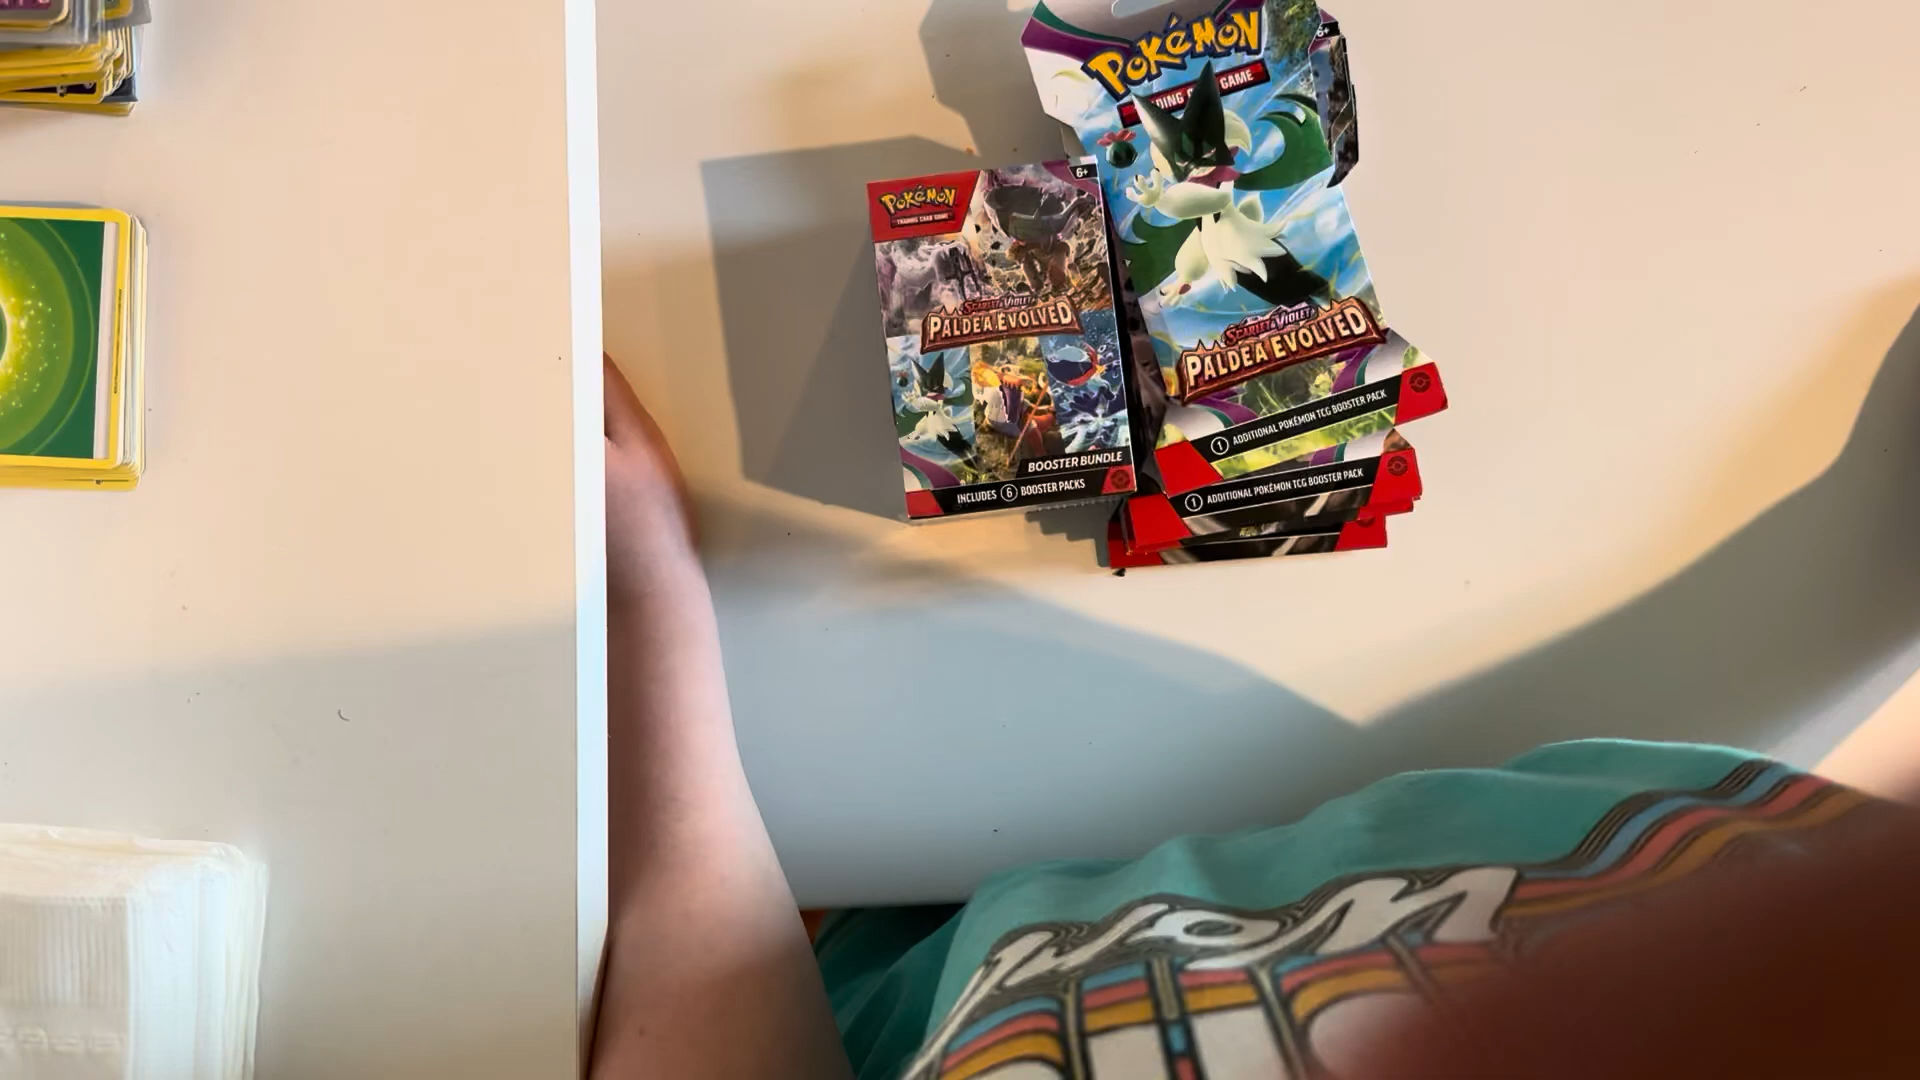 POKÉMON
TRADING CARD GAME
6+
SCARLET & VIOLET
PALDEA EVOLVED
BOOSTER BUNDLE
INCLUDES 6 BOOSTER PACKS
POKÉMON
GAME
6+
SCARLET & VIOLET
PALDEA EVOLVED
1 ADDITIONAL POKÉMON TCG BOOSTER PACK
1 ADDITIONAL POKÉMON TCG BOOSTER PACK